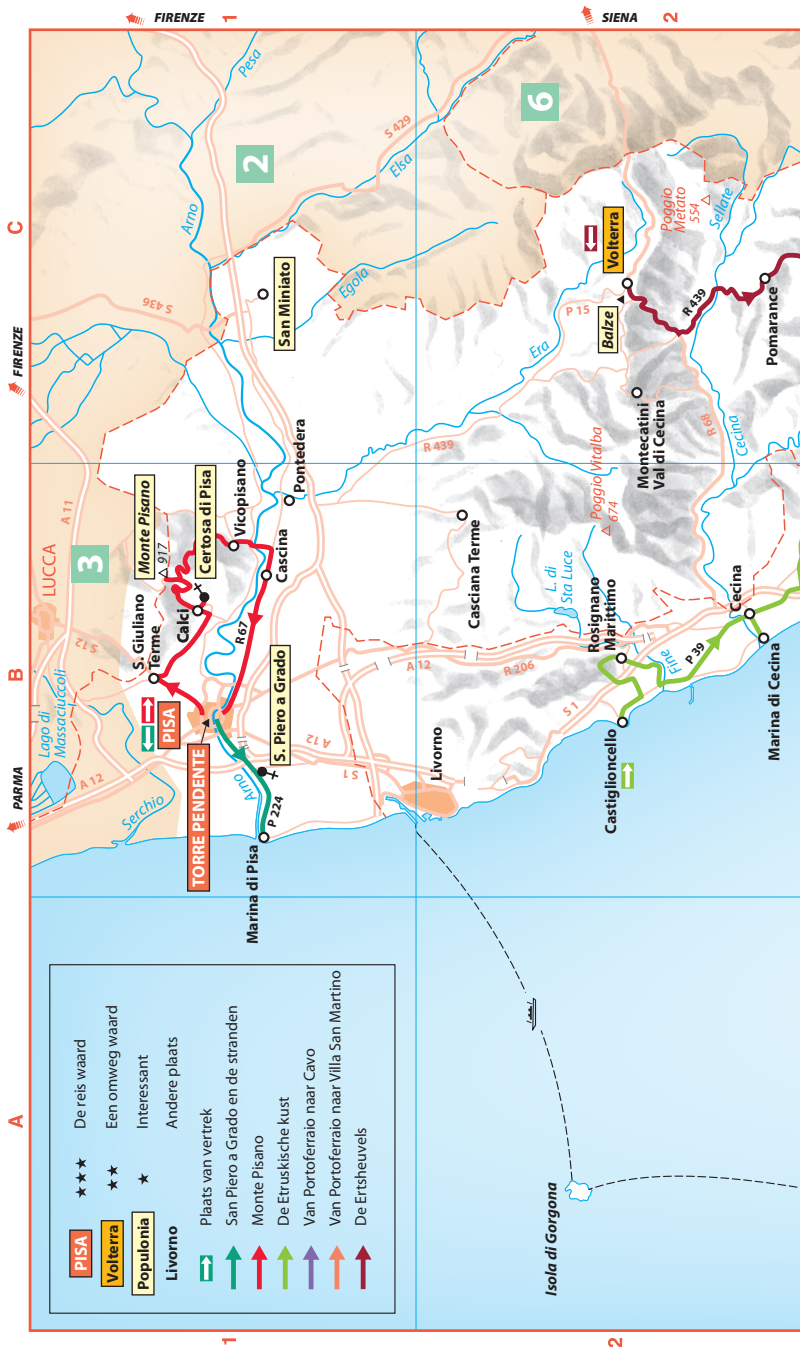 A
B
C
1
2
1
2
PARMA
FIRENZE
FIRENZE
SIENA
PISA
★★★
De reis waard
Volterra
★★
Een omweg waard
Populonia
★
Interessant
Livorno
Andere plaats
Plaats van vertrek
San Piero a Grado en de stranden
Monte Pisano
De Etruskische kust
Van Portoferraio naar Cavo
Van Portoferraio naar Villa San Martino
De Ertsheuvels
Lago di
Massaciuccoli
LUCCA
3
A 11
A 12
S 12
Serchio
S. Giuliano
Terme
Monte Pisano
917
Calci
Certosa di Pisa
Vicopisano
PISA
TORRE PENDENTE
R 67
Cascina
Pontedera
S. Piero a Grado
Arno
P 224
Marina di Pisa
A 12
S 1
S 436
Arno
Pesa
2
San Miniato
Egola
Elsa
S 429
Livorno
A 12
R 206
Casciana Terme
R 439
Era
6
Isola di Gorgona
Castiglioncello
S 1
Rosignano
Marittimo
L. di
Sta Luce
Fine
P 39
Cecina
Marina di Cecina
Poggio Vitalba
674
Montecatini
Val di Cecina
R 68
Cecina
P 15
Balze
Volterra
R 439
Pomarance
Poggio
Metato
554
Sellate